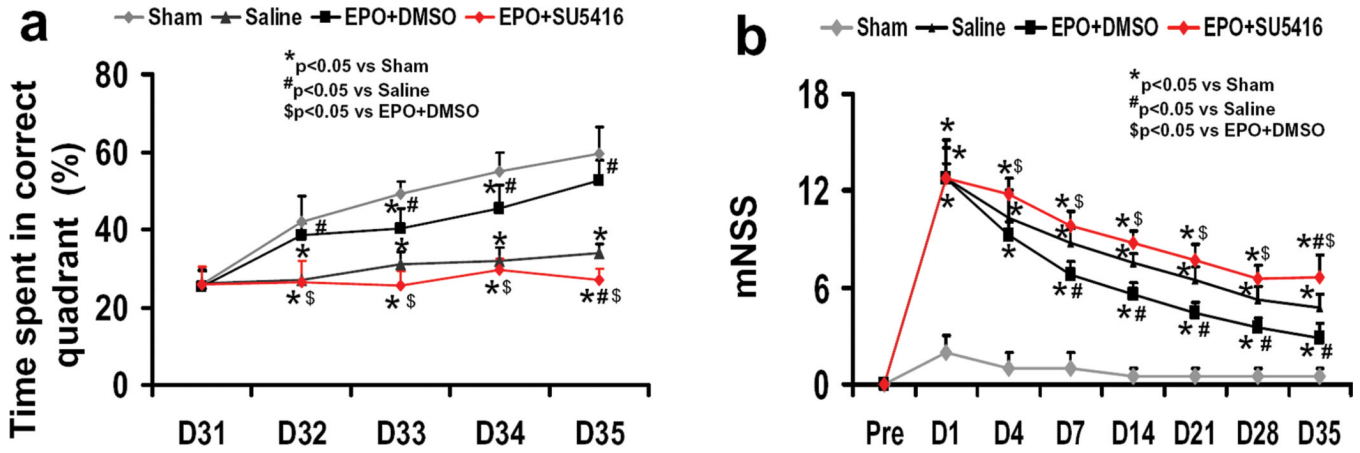 a
Sham Saline EPO+DMSO EPO+SU5416
*p<0.05 vs Sham
#p<0.05 vs Saline
$p<0.05 vs EPO+DMSO
Time spent in correct
quadrant (%)
80
60
40
20
0
# *# *# #
* * * *
*$ *$ *$ *#$
D31 D32 D33 D34 D35
b
Sham Saline EPO+DMSO EPO+SU5416
*p<0.05 vs Sham
#p<0.05 vs Saline
$p<0.05 vs EPO+DMSO
mNSS
18
12
6
0
* *$ *$ *$ *$ *$ *#$
* * * * * * *
* * *# *# *# *# *#
Pre D1 D4 D7 D14 D21 D28 D35